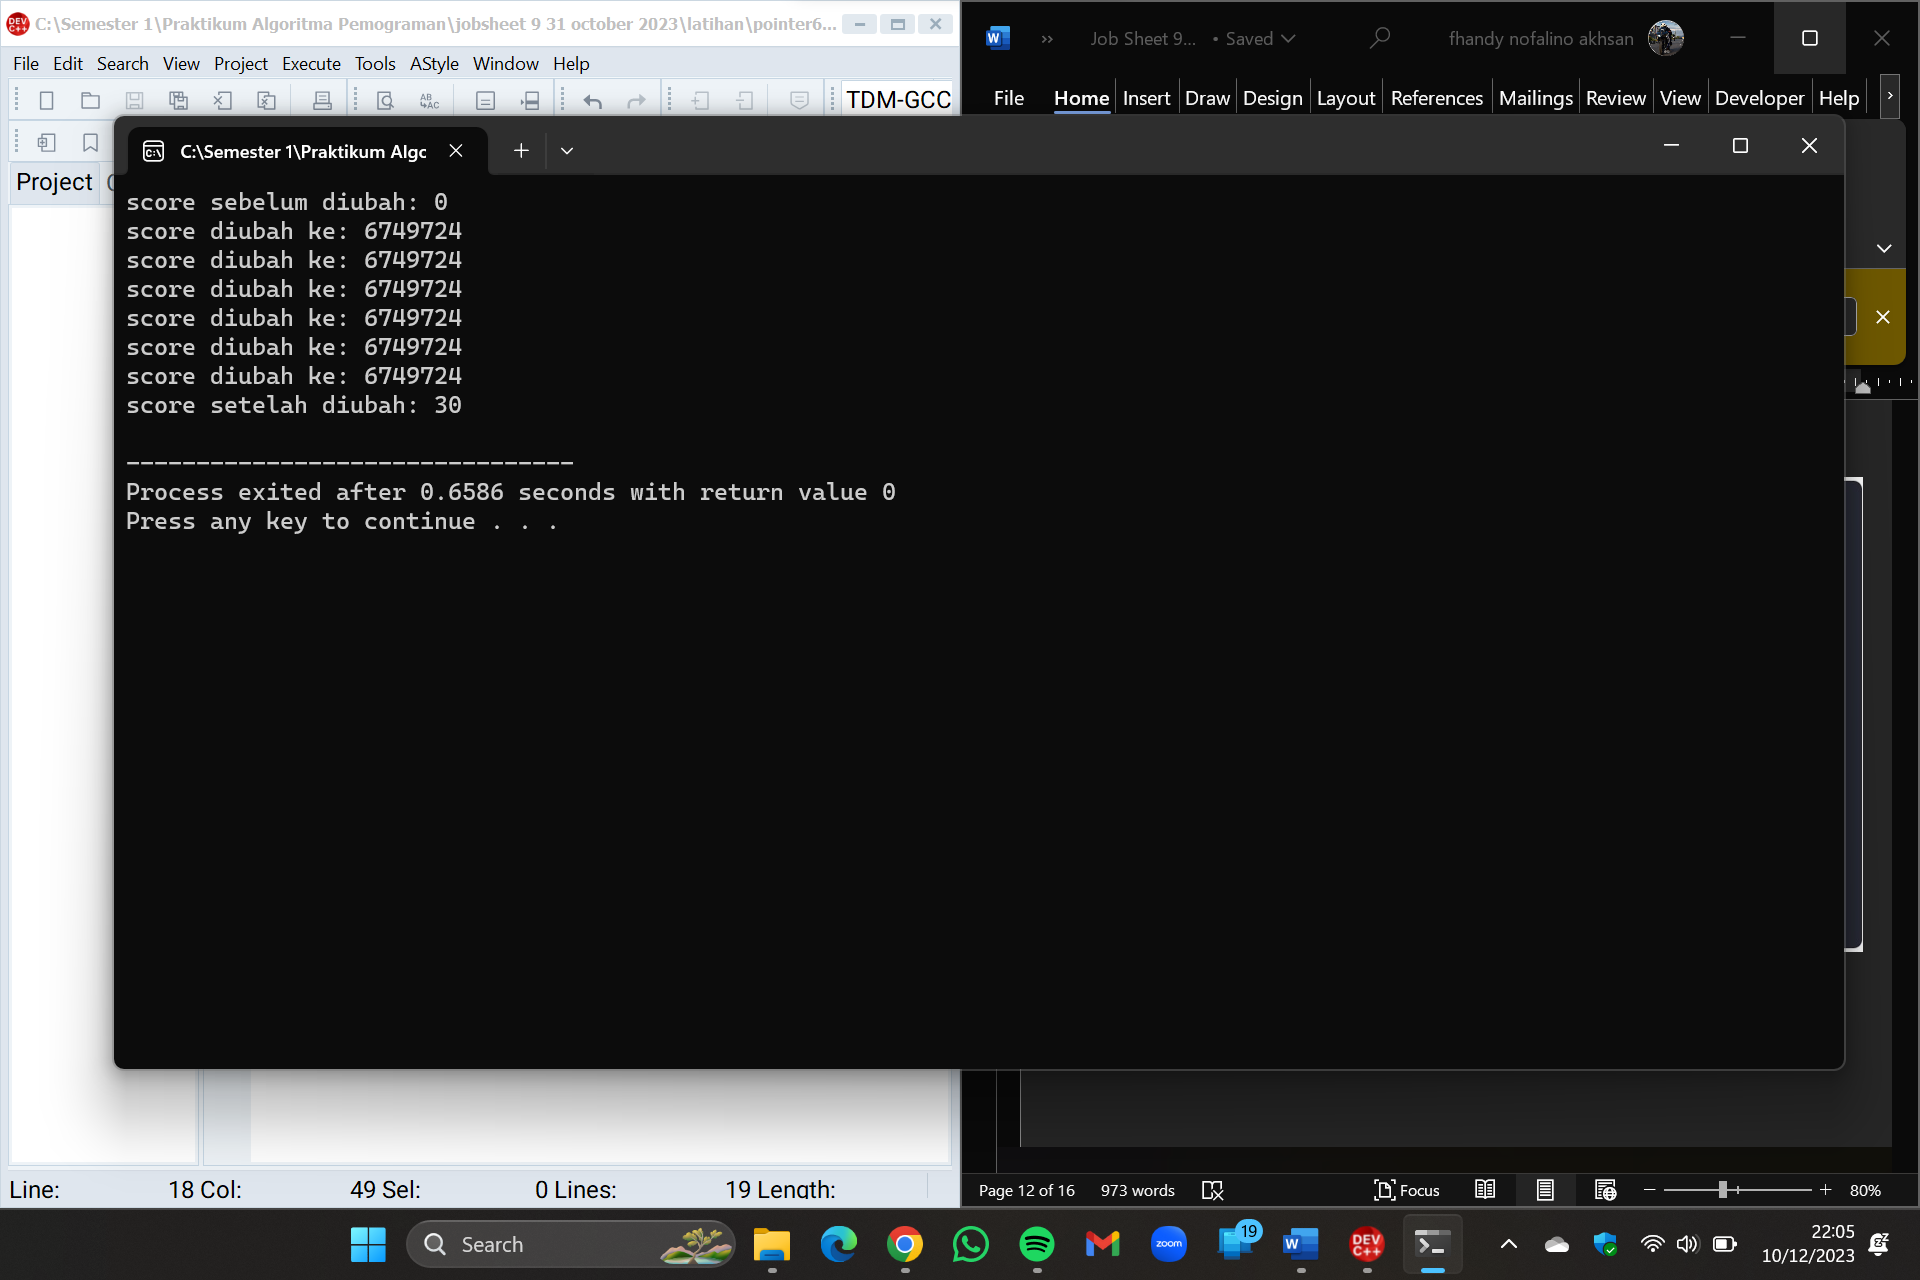 C:\Semester 1\Praktikum Algoritma Pemograman\jobsheet 9 31 october 2023\latihan\pointer6...
File Edit Search View Project Execute Tools AStyle Window Help
TDM-GCC
Project
Job Sheet 9... • Saved
fhandy nofalino akhsan
File Home Insert Draw Design Layout References Mailings Review View Developer Help
C:\Semester 1\Praktikum Algc
score sebelum diubah: 0
score diubah ke: 6749724
score diubah ke: 6749724
score diubah ke: 6749724
score diubah ke: 6749724
score diubah ke: 6749724
score diubah ke: 6749724
score setelah diubah: 30
--------------------------------
Process exited after 0.6586 seconds with return value 0
Press any key to continue . . .
Line: 18 Col: 49 Sel: 0 Lines: 19 Length:
Page 12 of 16 973 words Focus 80%
Search
zoom
19
DEV C++
22:05
10/12/2023